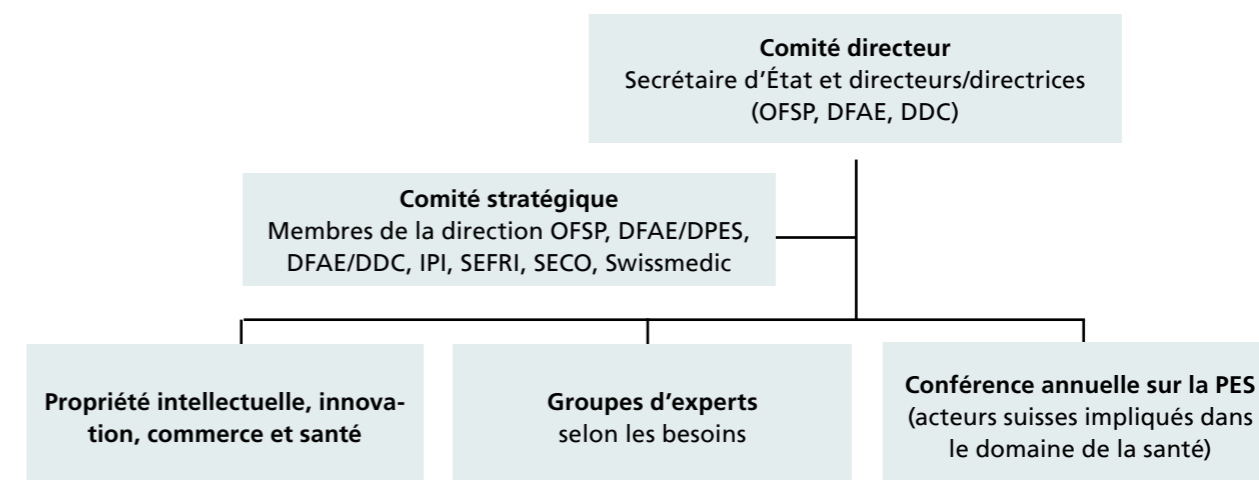 Comité directeur
Secrétaire d'État et directeurs/directrices
(OFSP, DFAE, DDC)
Comité stratégique
Membres de la direction OFSP, DFAE/DPES,
DFAE/DDC, IPI, SEFRI, SECO, Swissmedic
Propriété intellectuelle, innova-
tion, commerce et santé
Groupes d'experts
selon les besoins
Conférence annuelle sur la PES
(acteurs suisses impliqués dans
le domaine de la santé)